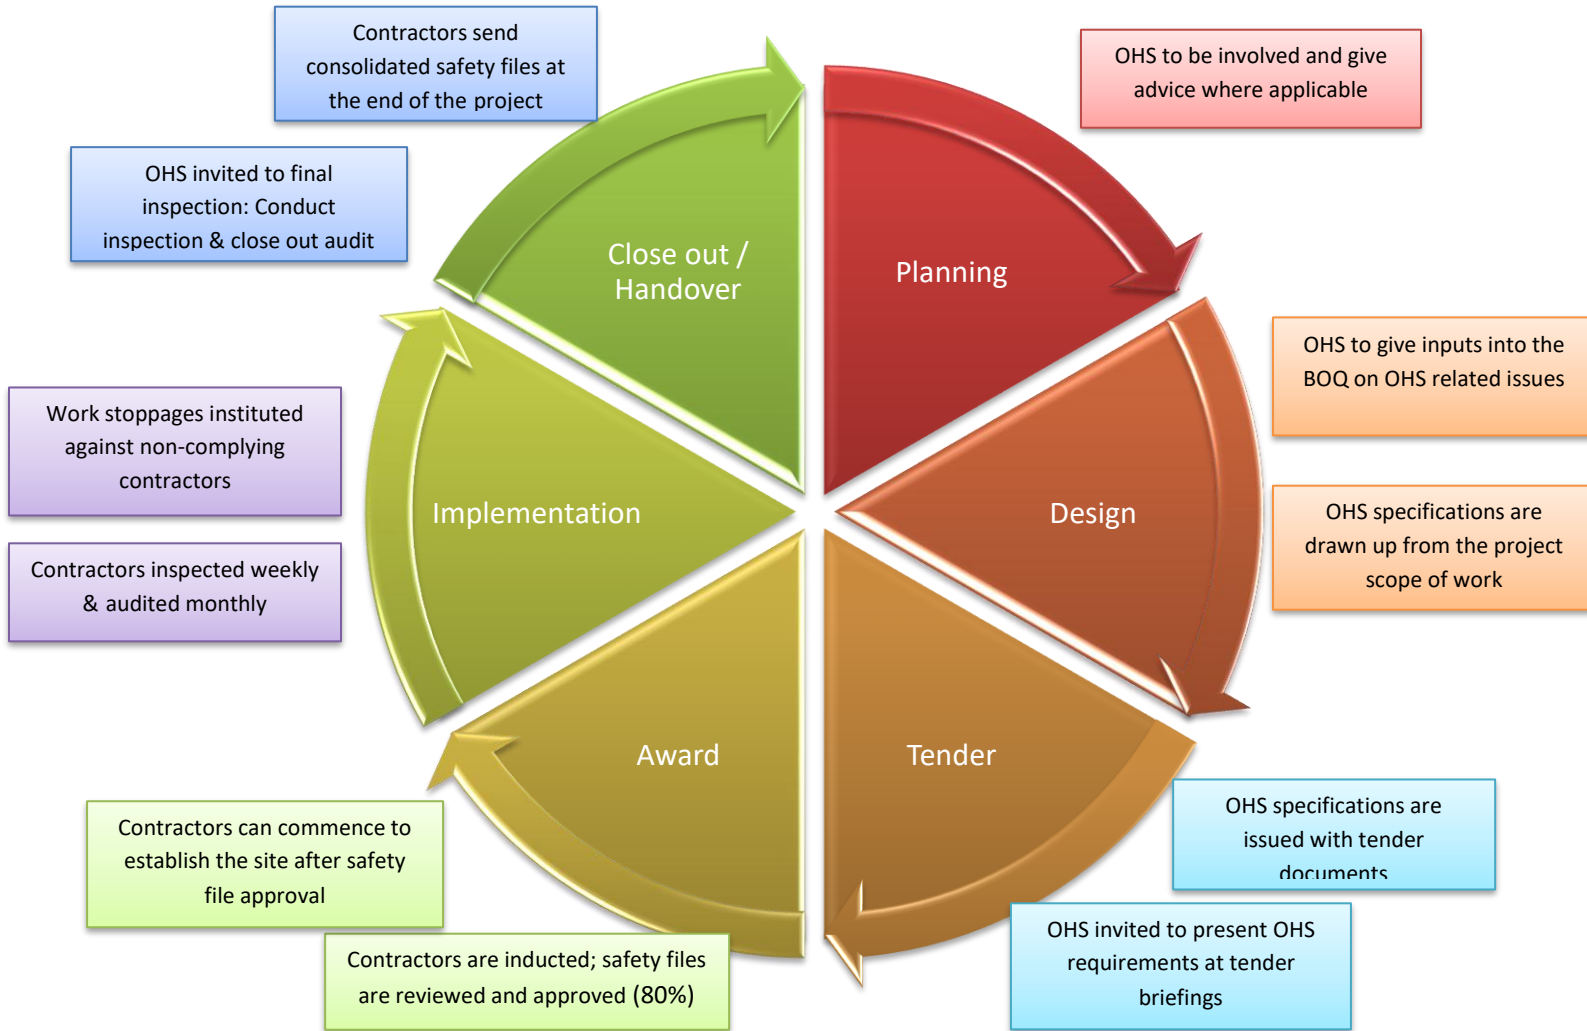 Contractors send
consolidated safety files at
the end of the project
OHS to be involved and give
advice where applicable
OHS invited to final
inspection: Conduct
inspection & close out audit
Close out /
Handover
Planning
OHS to give inputs into the
BOQ on OHS related issues
Work stoppages instituted
against non-complying
contractors
Implementation
Design
OHS specifications are
drawn up from the project
scope of work
Contractors inspected weekly
& audited monthly
Award
Tender
OHS specifications are
issued with tender
documents
Contractors can commence to
establish the site after safety
file approval
OHS invited to present OHS
requirements at tender
briefings
Contractors are inducted; safety files
are reviewed and approved (80%)